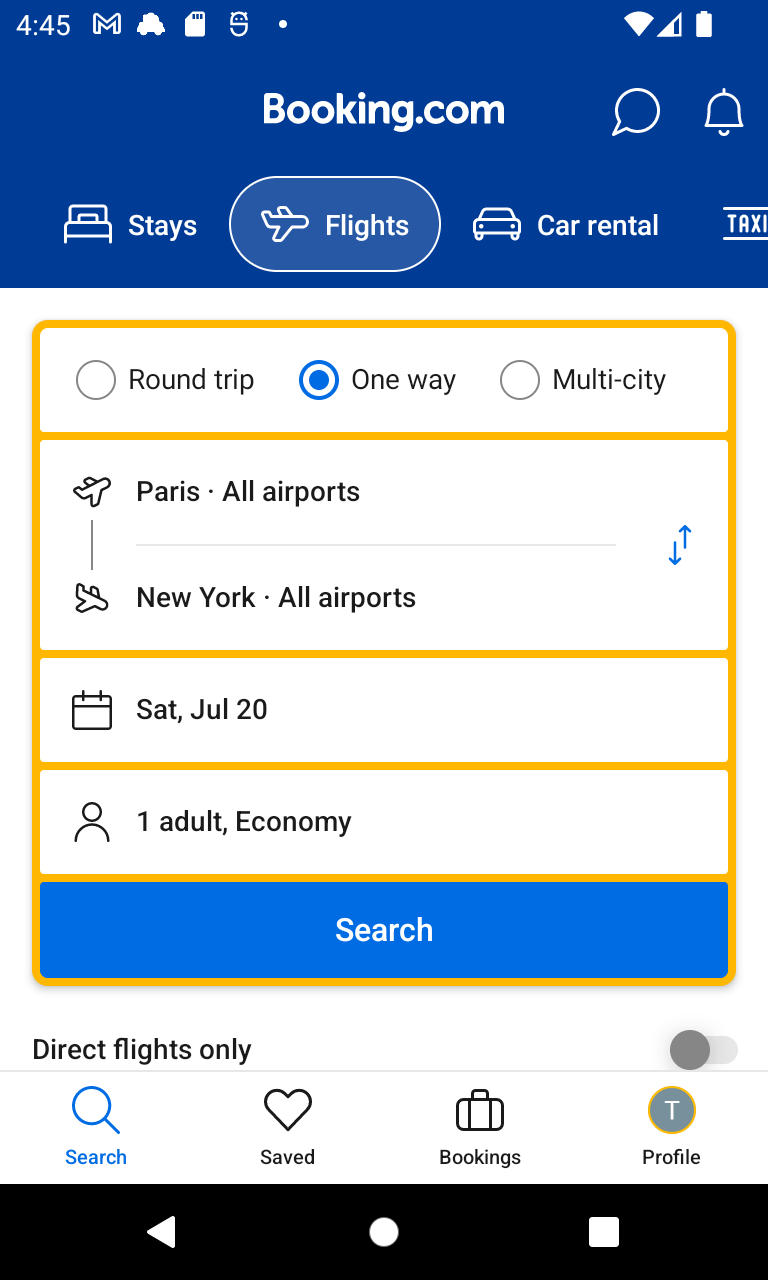 4:45
Booking.com
Stays
Flights
Car rental
TAXI
Round trip
One way
Multi-city
Paris · All airports
New York · All airports
Sat, Jul 20
1 adult, Economy
Search
Direct flights only
T
Search
Saved
Bookings
Profile